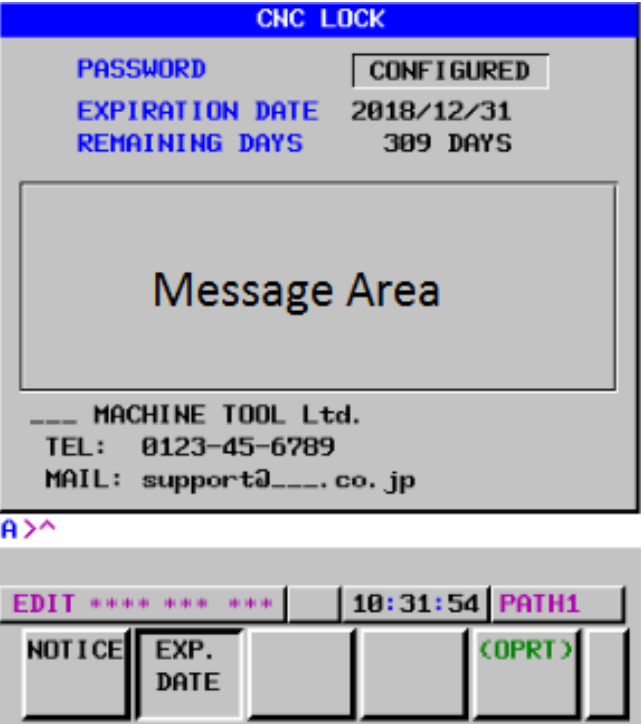 CNC LOCK
PASSWORD CONFIGURED
EXPIRATION DATE 2018/12/31
REMAINING DAYS 309 DAYS
Message Area
___ MACHINE TOOL Ltd.
TEL: 0123-45-6789
MAIL: support@___.co.jp
A>^
EDIT **** *** *** 10:31:54 PATH1
NOTICE EXP. DATE (OPRT)